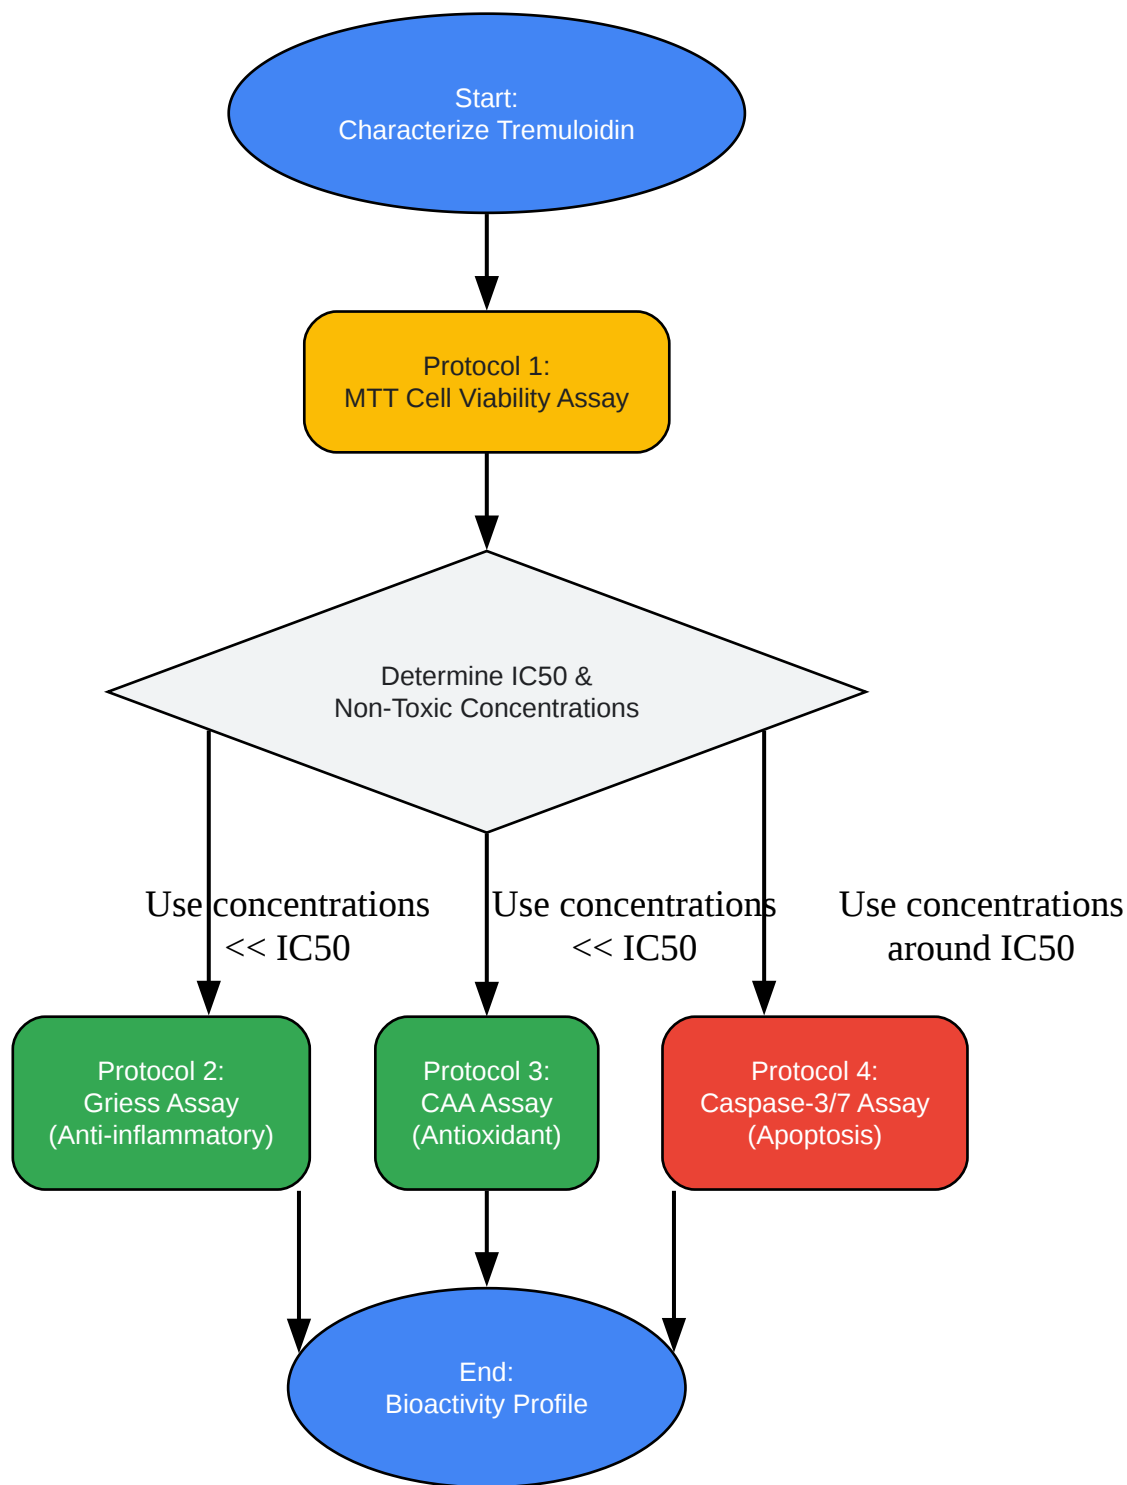 Start:
Characterize Tremuloidin
Protocol 1:
MTT Cell Viability Assay
Determine IC50 &
Non-Toxic Concentrations
Use concentrations
<< IC50
Use concentrations
<< IC50
Use concentrations
around IC50
Protocol 2:
Griess Assay
(Anti-inflammatory)
Protocol 3:
CAA Assay
(Antioxidant)
Protocol 4:
Caspase-3/7 Assay
(Apoptosis)
End:
Bioactivity Profile